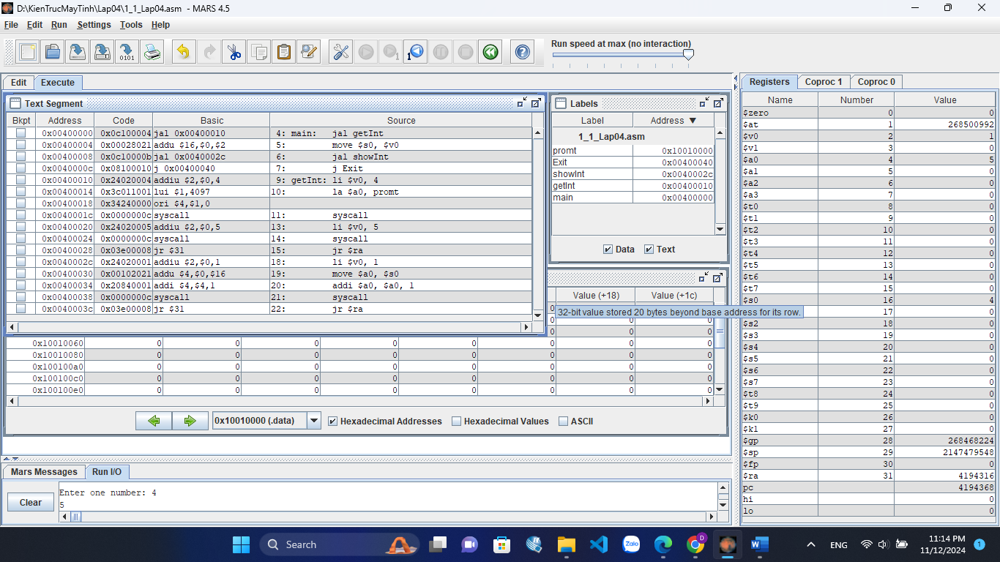 D:\KienTrucMayTinh\Lap04\1_1_Lap04.asm - MARS 4.5
File Edit Run Settings Tools Help
Run speed at max (no interaction)
Edit Execute
Text Segment
Bkpt Address Code Basic Source
0x00400000 0x0c100004 jal 0x00400010 4: main: jal getInt
0x00400004 0x00028021 addu $16,$0,$2 5: move $s0, $v0
0x00400008 0x0c10000b jal 0x0040002c 6: jal showInt
0x0040000c 0x08100010 j 0x00400040 7: j Exit
0x00400010 0x24020004 addiu $2,$0,4 9: getInt: li $v0, 4
0x00400014 0x3c011001 lui $1,4097 10: la $a0, promt
0x00400018 0x34240000 ori $4,$1,0
0x0040001c 0x0000000c syscall 11: syscall
0x00400020 0x24020005 addiu $2,$0,5 13: li $v0, 5
0x00400024 0x0000000c syscall 14: syscall
0x00400028 0x03e00008 jr $31 15: jr $ra
0x0040002c 0x24020001 addiu $2,$0,1 18: li $v0, 1
0x00400030 0x00102021 addu $4,$0,$16 19: move $a0, $s0
0x00400034 0x20840001 addi $4,$4,1 20: addi $a0, $a0, 1
0x00400038 0x0000000c syscall 21: syscall
0x0040003c 0x03e00008 jr $31 22: jr $ra
Labels
Label Address ▼
1_1_Lap04.asm
promt 0x10010000
Exit 0x00400040
showInt 0x0040002c
getInt 0x00400010
main 0x00400000
Data Text
Value (+18) Value (+1c)
32-bit value stored 20 bytes beyond base address for its row.
0 0
0 0 0
0 0 0
0x10010060 0 0 0 0 0 0 0 0
0x10010080 0 0 0 0 0 0 0 0
0x100100a0 0 0 0 0 0 0 0 0
0x100100c0 0 0 0 0 0 0 0 0
0x100100e0 0 0 0 0 0 0 0 0
0x10010000 (.data) Hexadecimal Addresses Hexadecimal Values ASCII
Mars Messages Run I/O
Clear
Enter one number: 4
5
Registers Coproc 1 Coproc 0
Name Number Value
$zero 0 0
$at 1 268500992
$v0 2 1
$v1 3 0
$a0 4 5
$a1 5 0
$a2 6 0
$a3 7 0
$t0 8 0
$t1 9 0
$t2 10 0
$t3 11 0
$t4 12 0
$t5 13 0
$t6 14 0
$t7 15 0
$s0 16 4
17 0
$s2 18 0
$s3 19 0
$s4 20 0
$s5 21 0
$s6 22 0
$s7 23 0
$t8 24 0
$t9 25 0
$k0 26 0
$k1 27 0
$gp 28 268468224
$sp 29 2147479548
$fp 30 0
$ra 31 4194316
pc 4194368
hi 0
lo 0
Search
Zalo
D
ENG
11:14 PM
11/12/2024
1